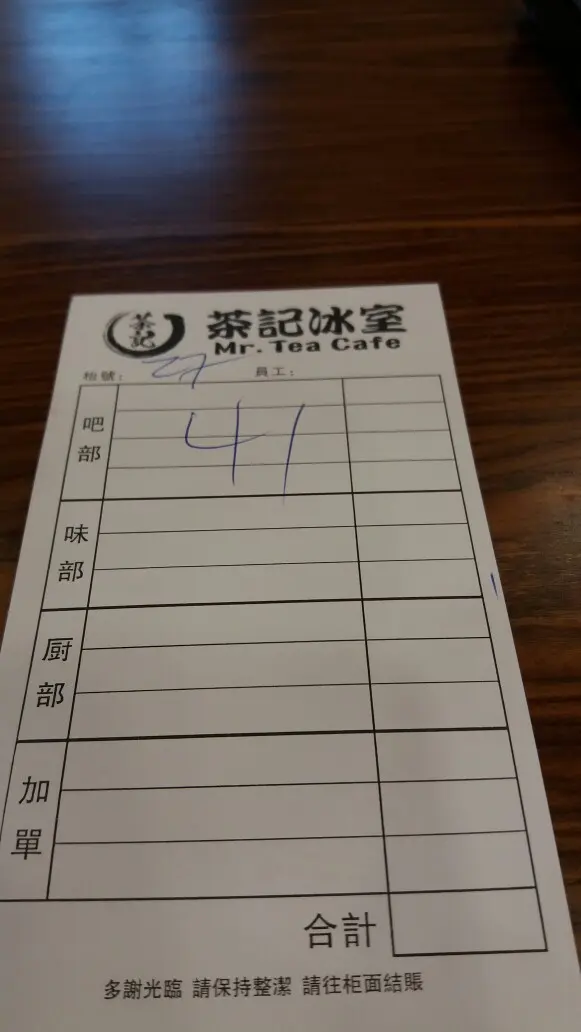 茶記
茶記冰室
Mr. Tea Cafe
枱號： 27 員工：
41
吧部
味部
厨部
加單
合計
多謝光臨 請保持整潔 請往柜面結賬